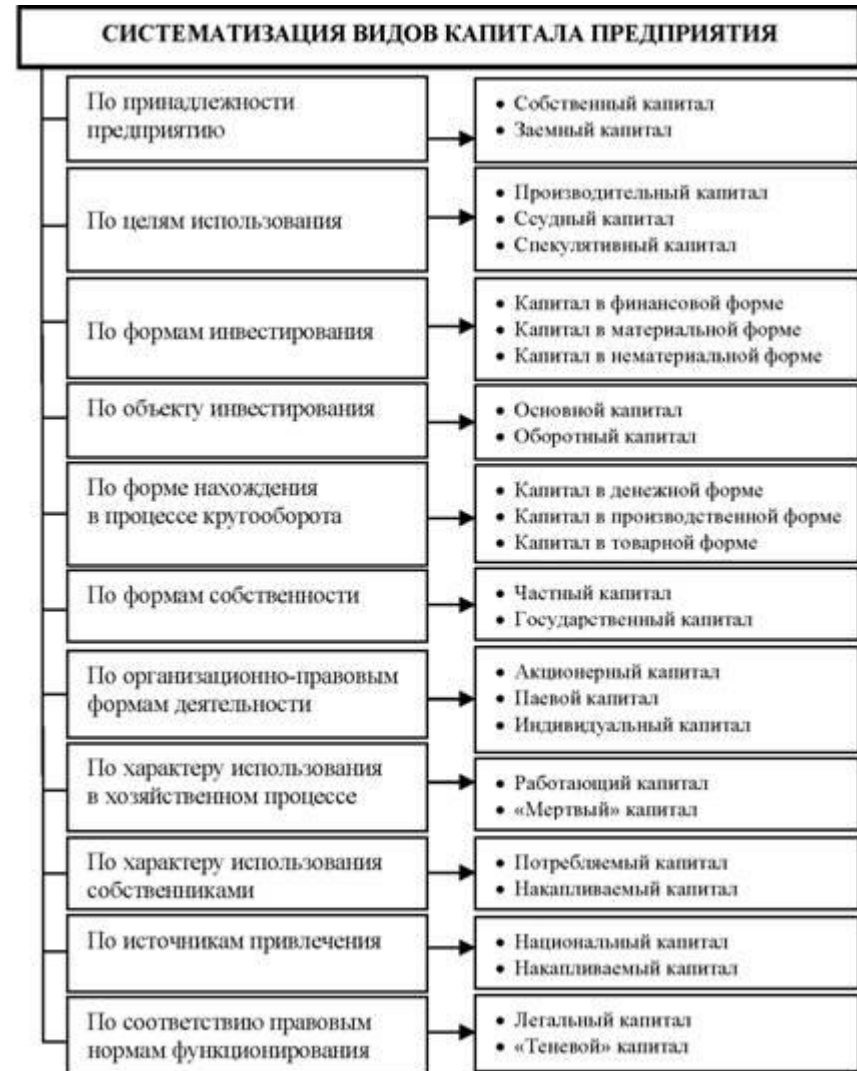 СИСТЕМАТИЗАЦИЯ ВИДОВ КАПИТАЛА ПРЕДПРИЯТИЯ
По принадлежности
предприятию
• Собственный капитал
• Заемный капитал
По целям использования
• Производительный капитал
• Ссудный капитал
• Спекулятивный капитал
По формам инвестирования
• Капитал в финансовой форме
• Капитал в материальной форме
• Капитал в нематериальной форме
По объекту инвестирования
• Основной капитал
• Оборотный капитал
По форме нахождения
в процессе кругооборота
• Капитал в денежной форме
• Капитал в производственной форме
• Капитал в товарной форме
По формам собственности
• Частный капитал
• Государственный капитал
По организационно-правовым
формам деятельности
• Акционерный капитал
• Паевой капитал
• Индивидуальный капитал
По характеру использования
в хозяйственном процессе
• Работающий капитал
• «Мертвый» капитал
По характеру использования
собственниками
• Потребляемый капитал
• Накапливаемый капитал
По источникам привлечения
• Национальный капитал
• Накапливаемый капитал
По соответствию правовым
нормам функционирования
• Легальный капитал
• «Теневой» капитал